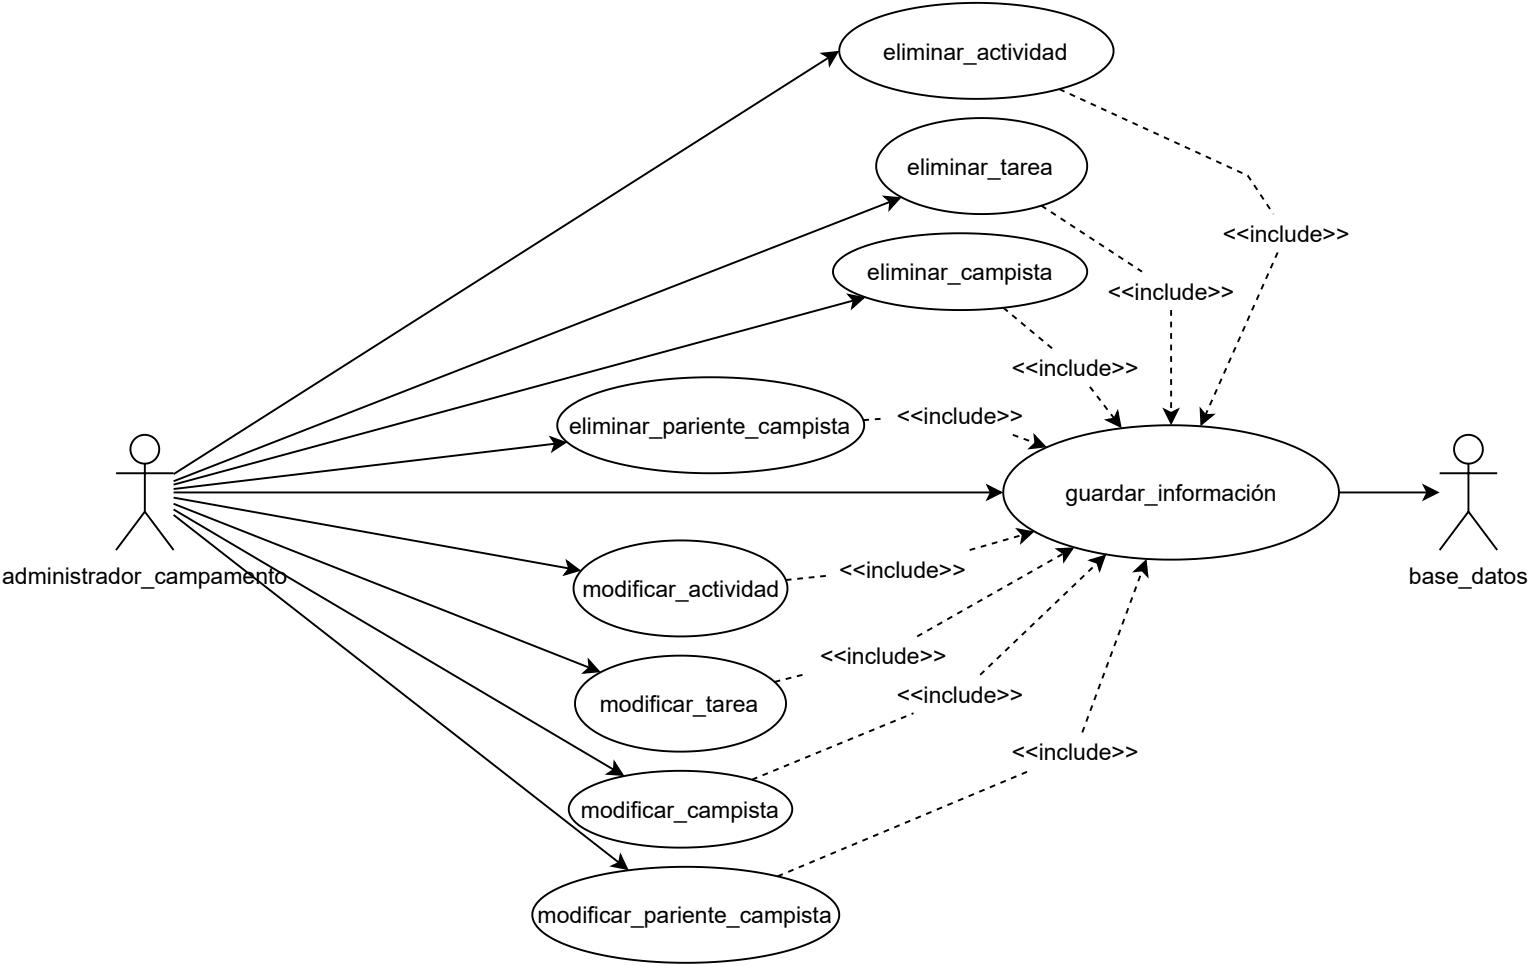 eliminar_actividad
eliminar_tarea
<<include>>
eliminar_campista
<<include>>
<<include>>
eliminar_pariente_campista
<<include>>
guardar_información
administrador_campamento
base_datos
modificar_actividad
<<include>>
<<include>>
modificar_tarea
<<include>>
<<include>>
modificar_campista
modificar_pariente_campista